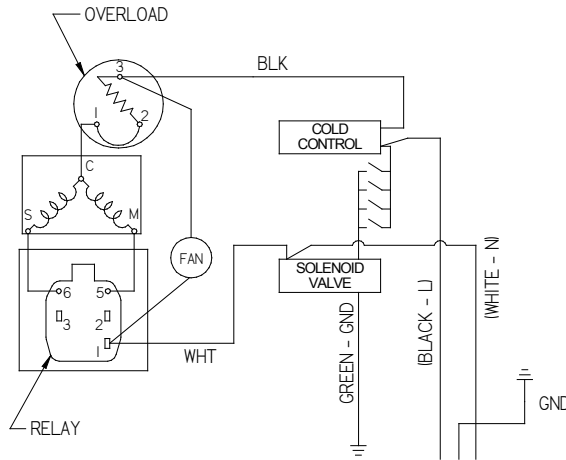 OVERLOAD
3
BLK
1
2
COLD
CONTROL
C
S
M
FAN
6
5
3
2
1
WHT
SOLENOID
VALVE
GREEN - GND
(BLACK - L)
(WHITE - N)
GND
RELAY